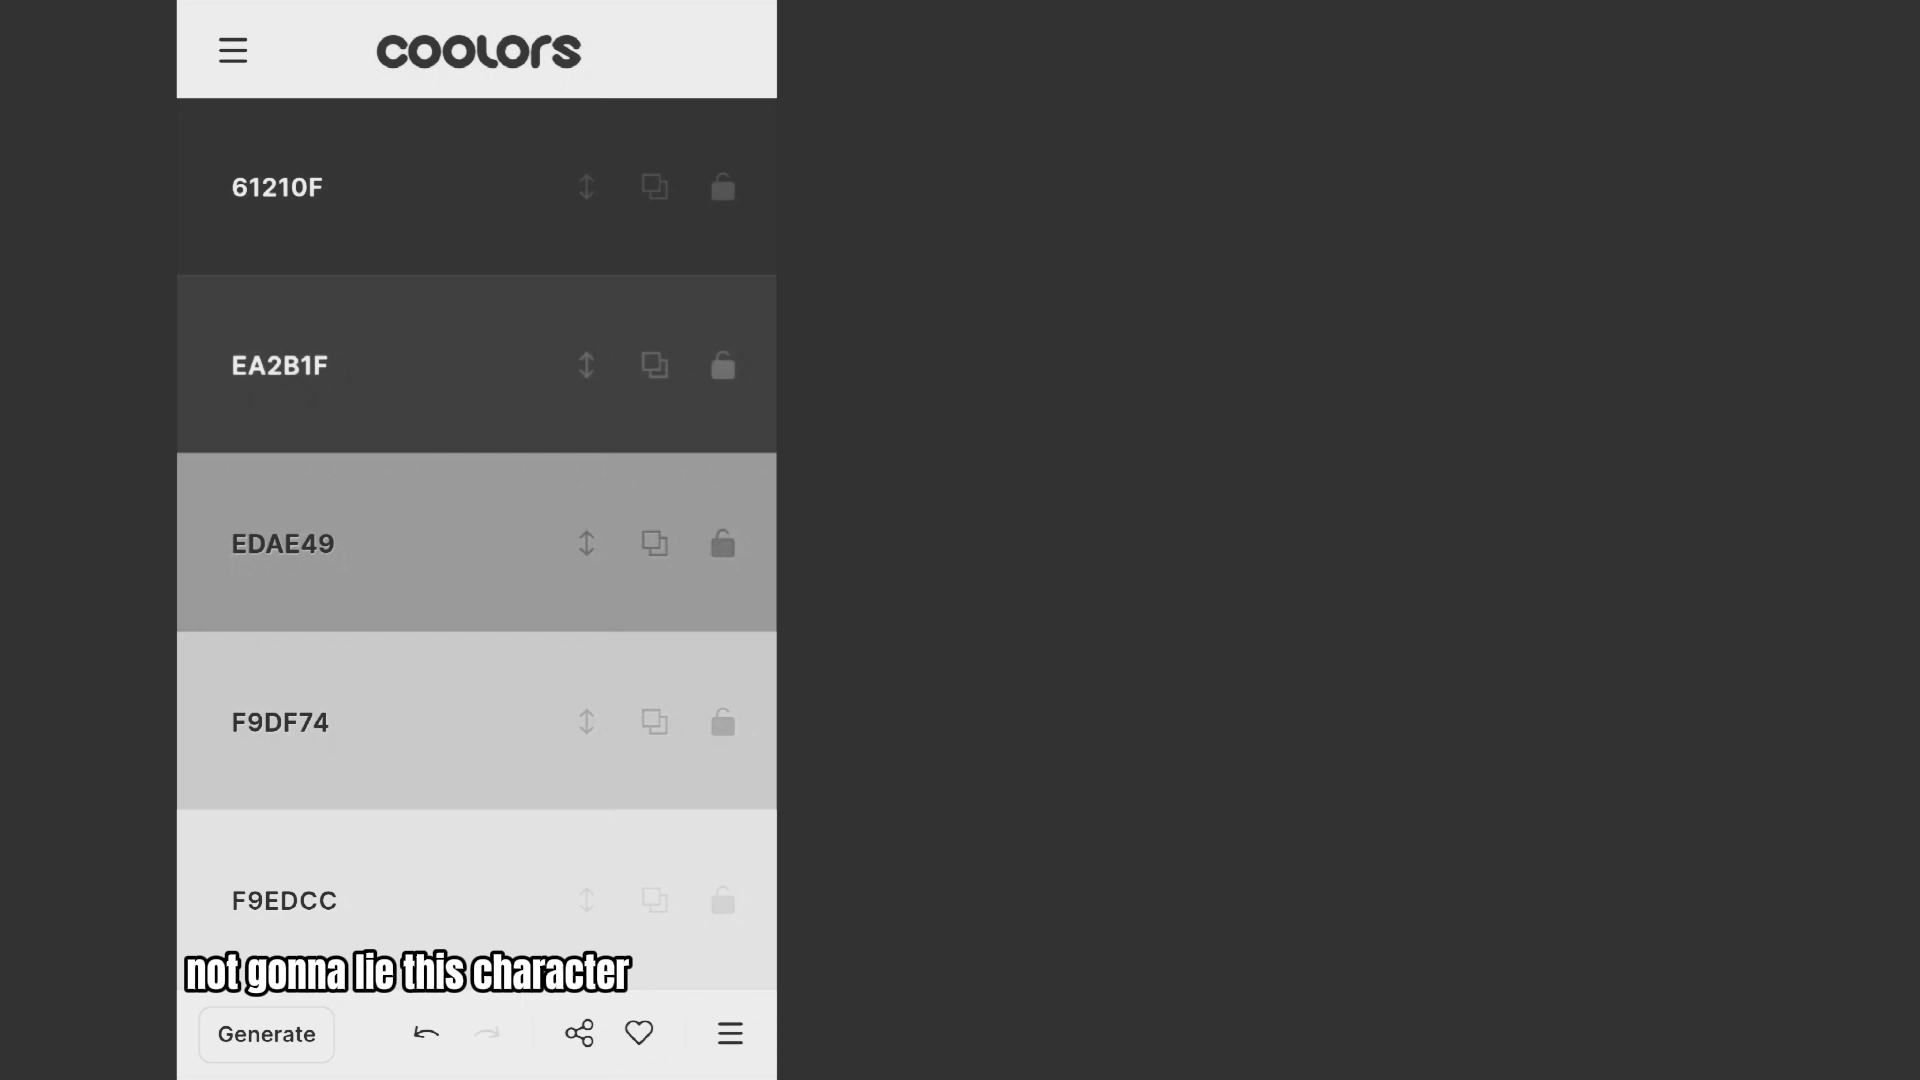 coolors
61210F
EA2B1F
EDAE49
F9DF74
F9EDCC
not gonna lie this character
Generate